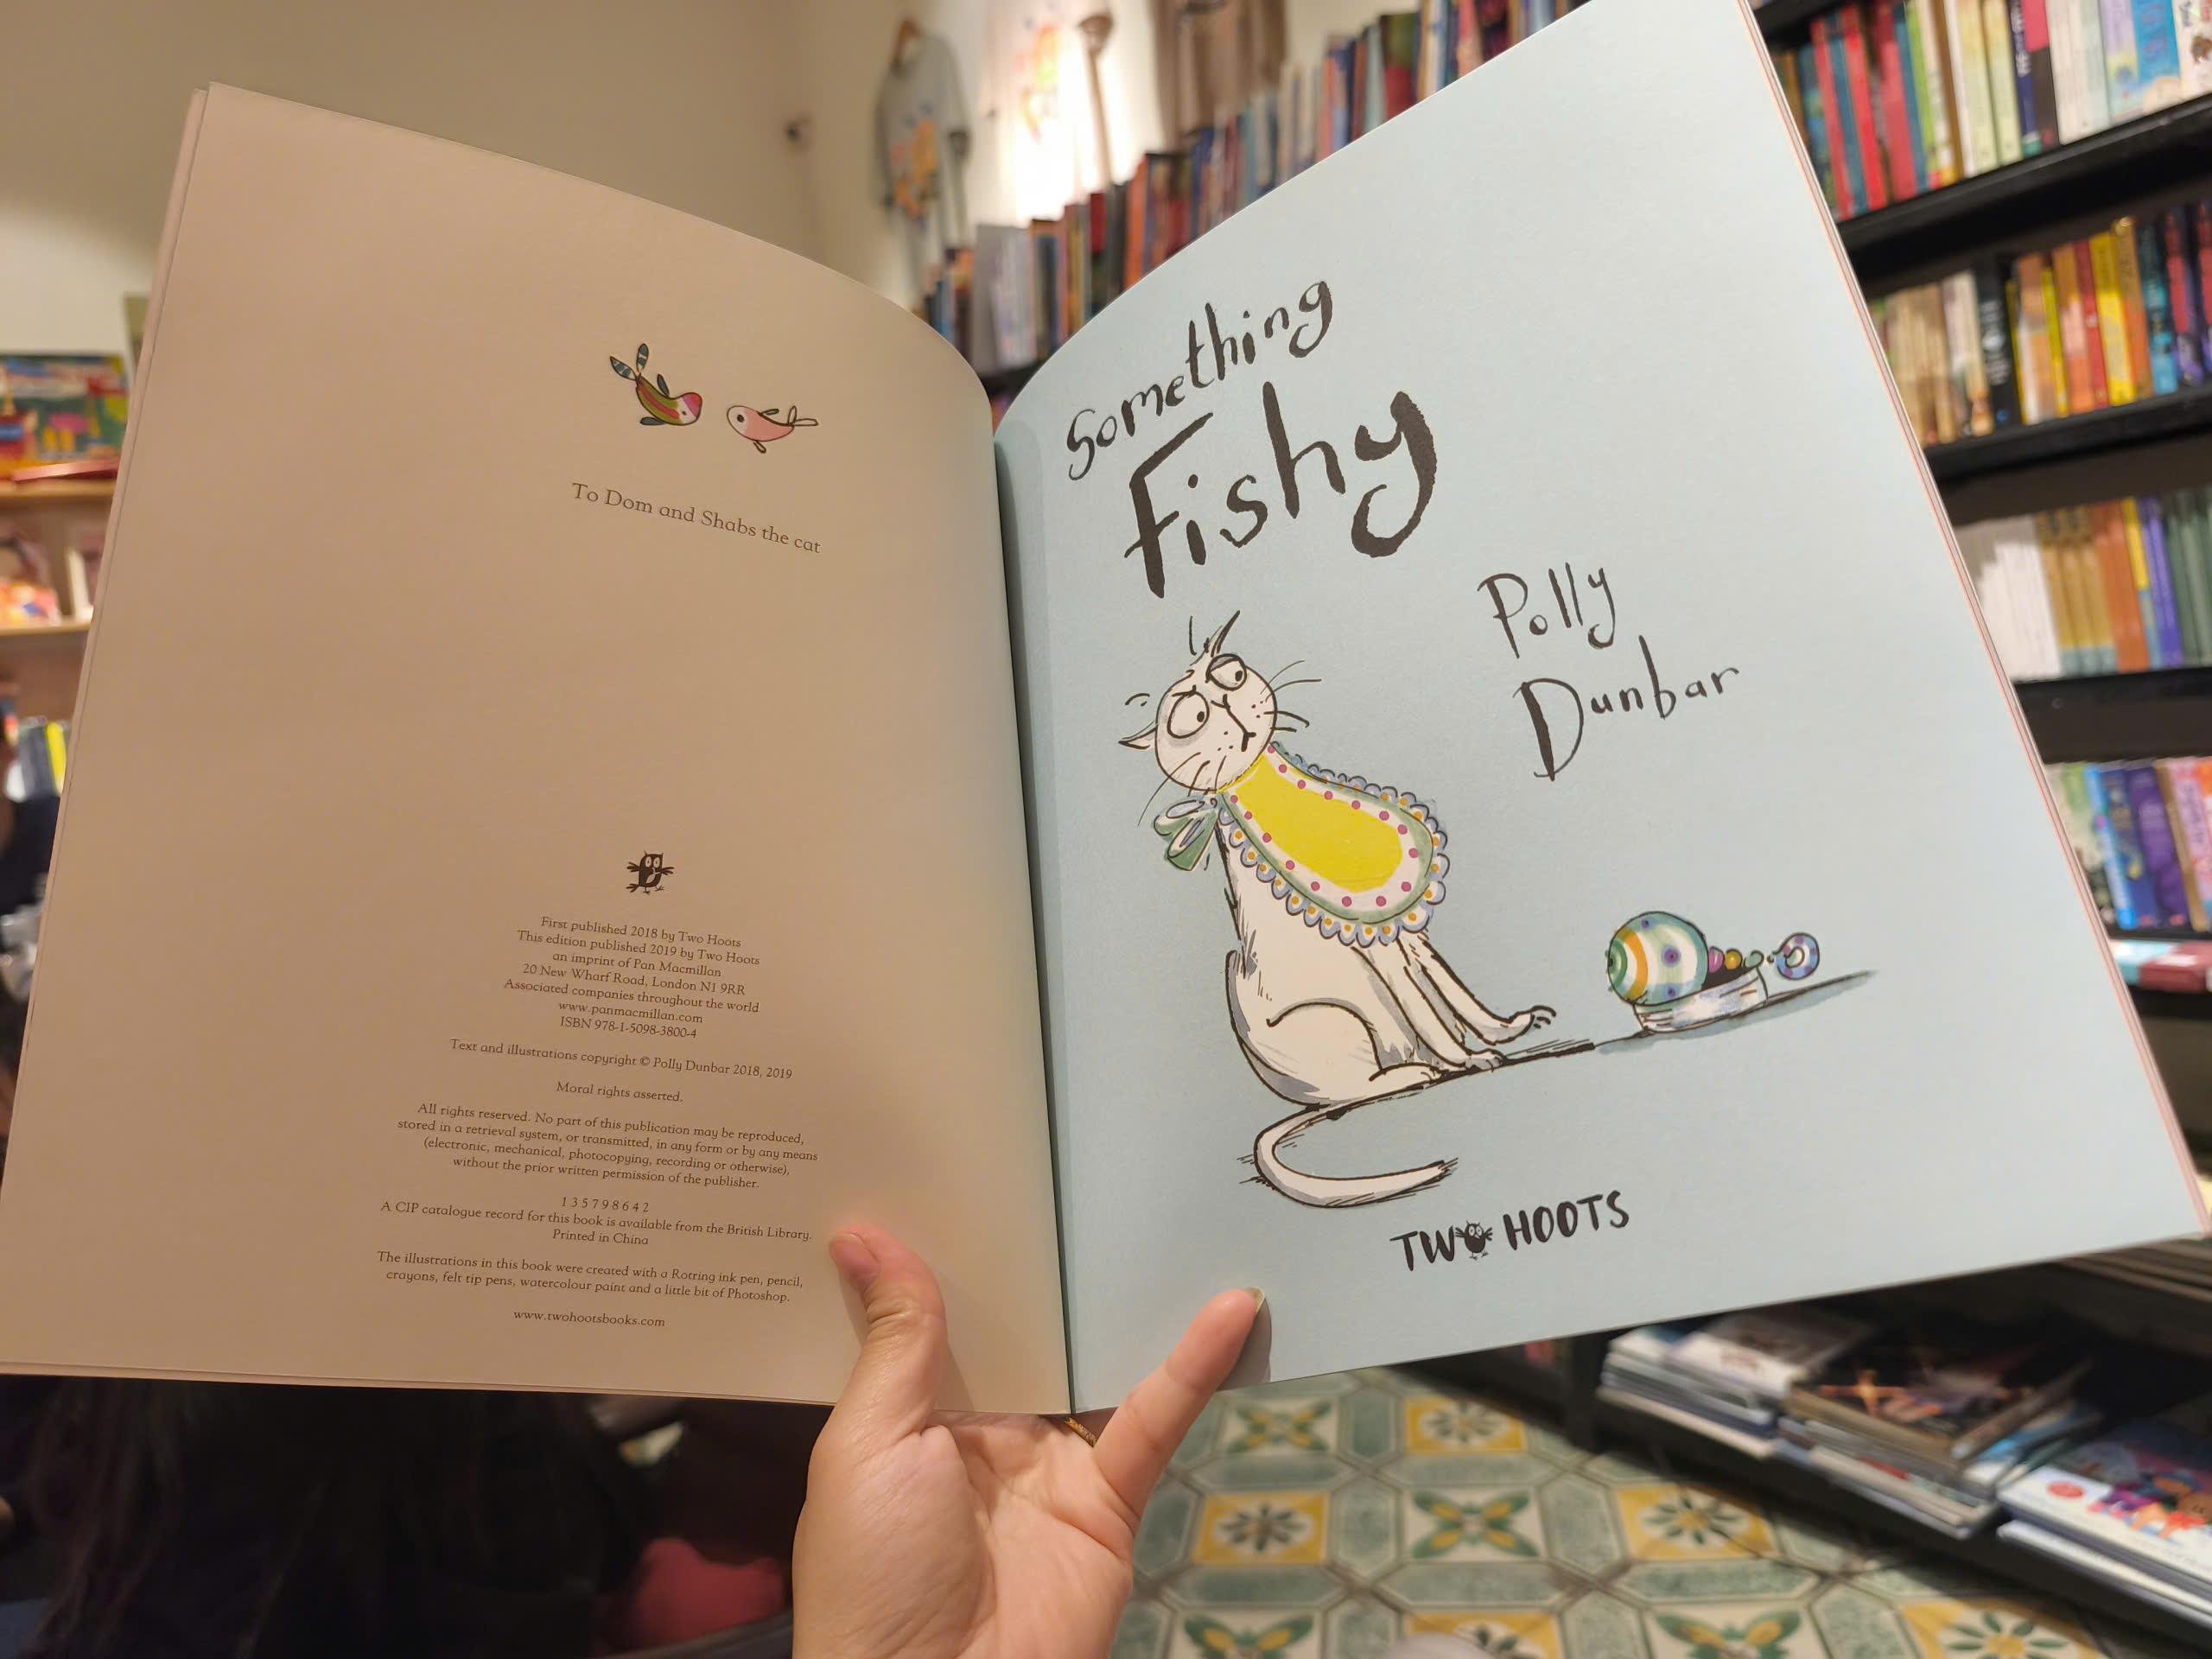 To Dom and Shabs the cat
First published 2018 by Two Hoots
This edition published 2019 by Two Hoots
an imprint of Pan Macmillan
20 New Wharf Road, London N1 9RR
Associated companies throughout the world
www.panmacmillan.com
ISBN 978-1-5098-3800-4
Text and illustrations copyright © Polly Dunbar 2018, 2019
Moral rights asserted.
All rights reserved. No part of this publication may be reproduced,
stored in a retrieval system, or transmitted, in any form or by any means
(electronic, mechanical, photocopying, recording or otherwise),
without the prior written permission of the publisher.
1 3 5 7 9 8 6 4 2
A CIP catalogue record for this book is available from the British Library.
Printed in China
The illustrations in this book were created with a Rotring ink pen, pencil,
crayons, felt tip pens, watercolour paint and a little bit of Photoshop.
www.twohootsbooks.com
Something
Fishy
Polly
Dunbar
TWO HOOTS